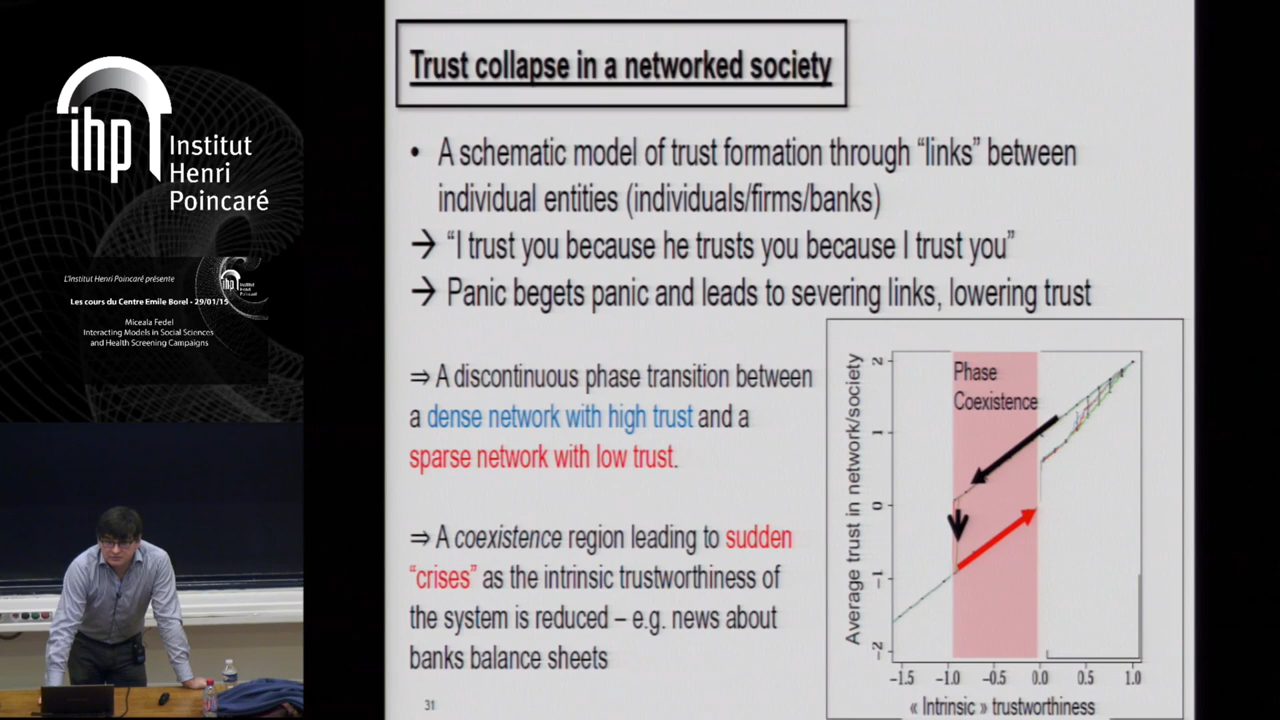 ihp
Institut
Henri
Poincaré
L'Institut Henri Poincaré présente
ihp
Les cours du Centre Emile Borel - 29/01/15
Miceala Fedel
Interacting Models in Social Sciences
and Health Screening Campaigns
Trust collapse in a networked society
• A schematic model of trust formation through “links” between
individual entities (individuals/firms/banks)
→ “I trust you because he trusts you because I trust you”
→ Panic begets panic and leads to severing links, lowering trust
⇒ A discontinuous phase transition between
a dense network with high trust and a
sparse network with low trust.
⇒ A coexistence region leading to sudden
“crises” as the intrinsic trustworthiness of
the system is reduced – e.g. news about
banks balance sheets
31
Phase
Coexistence
Average trust in network/society
2
1
0
-1
-2
-1.5 -1.0 -0.5 0.0 0.5 1.0
« Intrinsic » trustworthiness